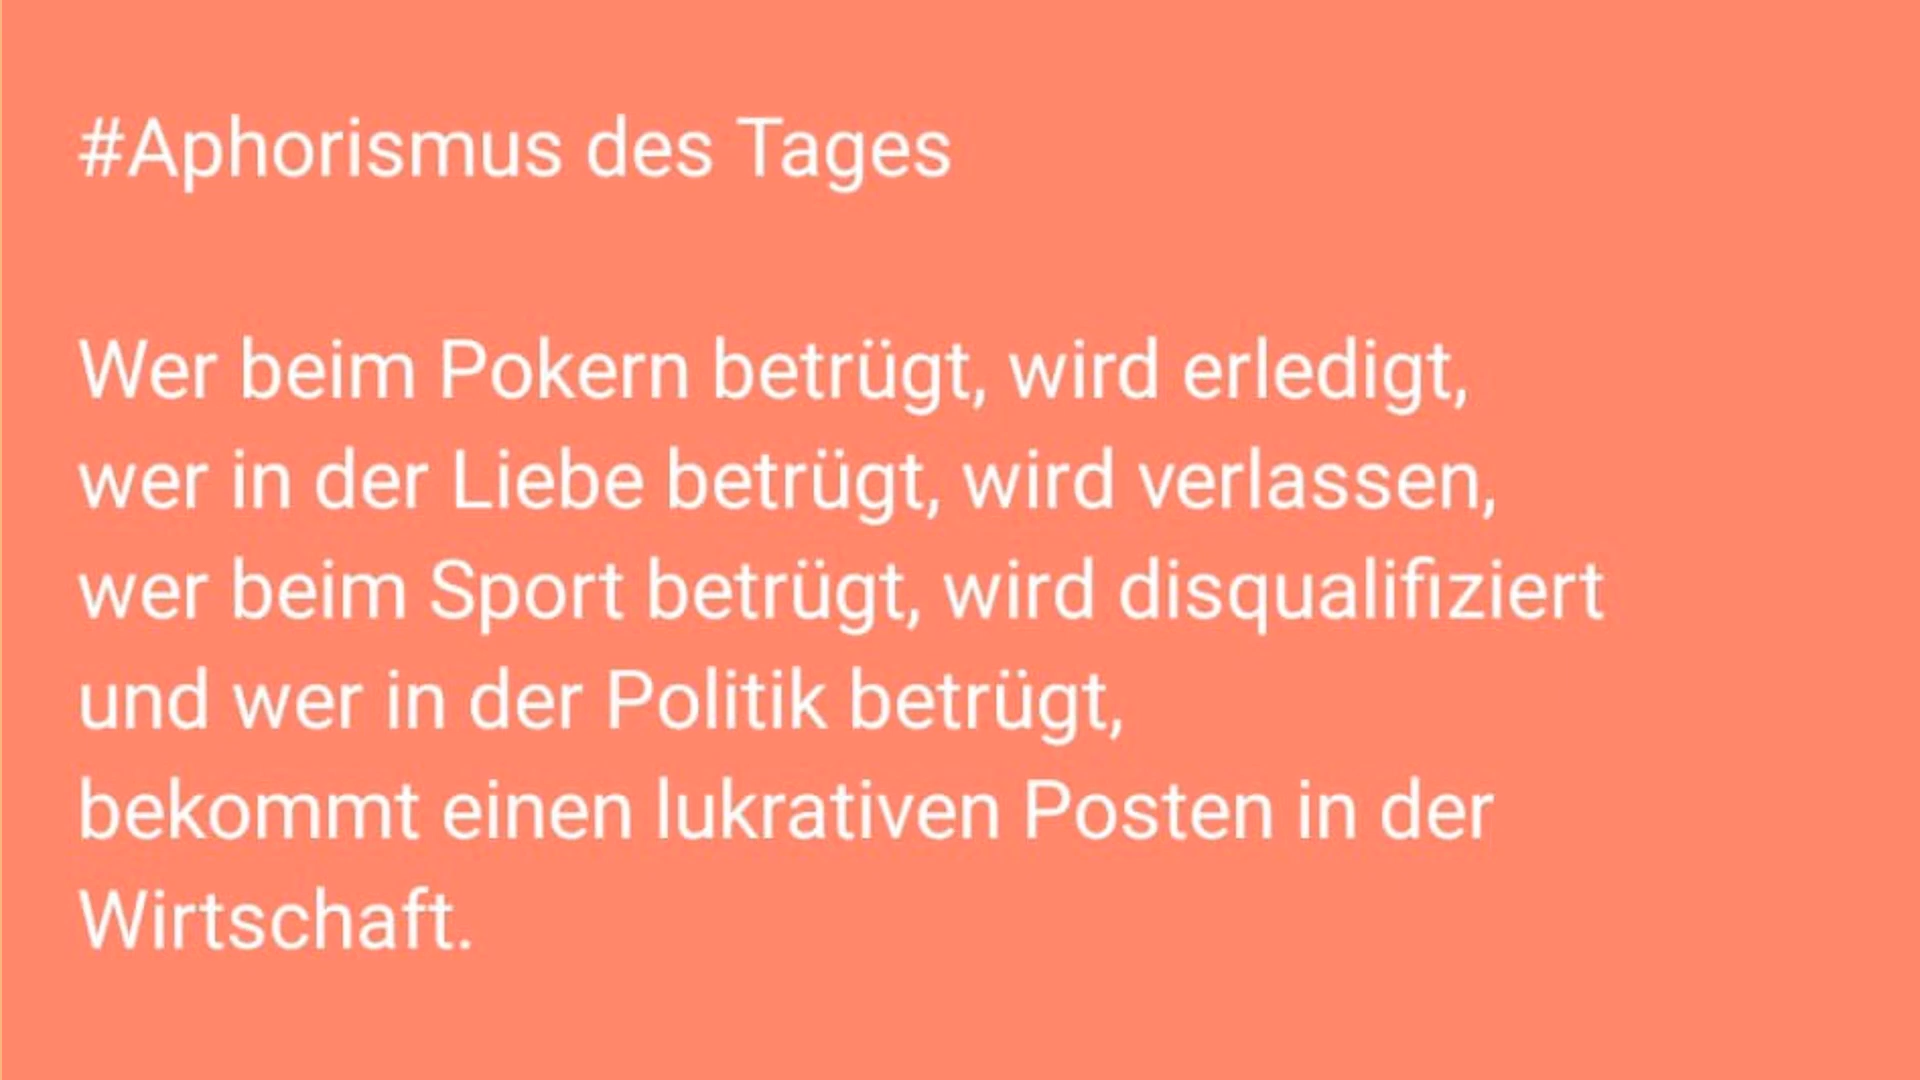 #Aphorismus des Tages
Wer beim Pokern betrügt, wird erledigt,
wer in der Liebe betrügt, wird verlassen,
wer beim Sport betrügt, wird disqualifiziert
und wer in der Politik betrügt,
bekommt einen lukrativen Posten in der
Wirtschaft.